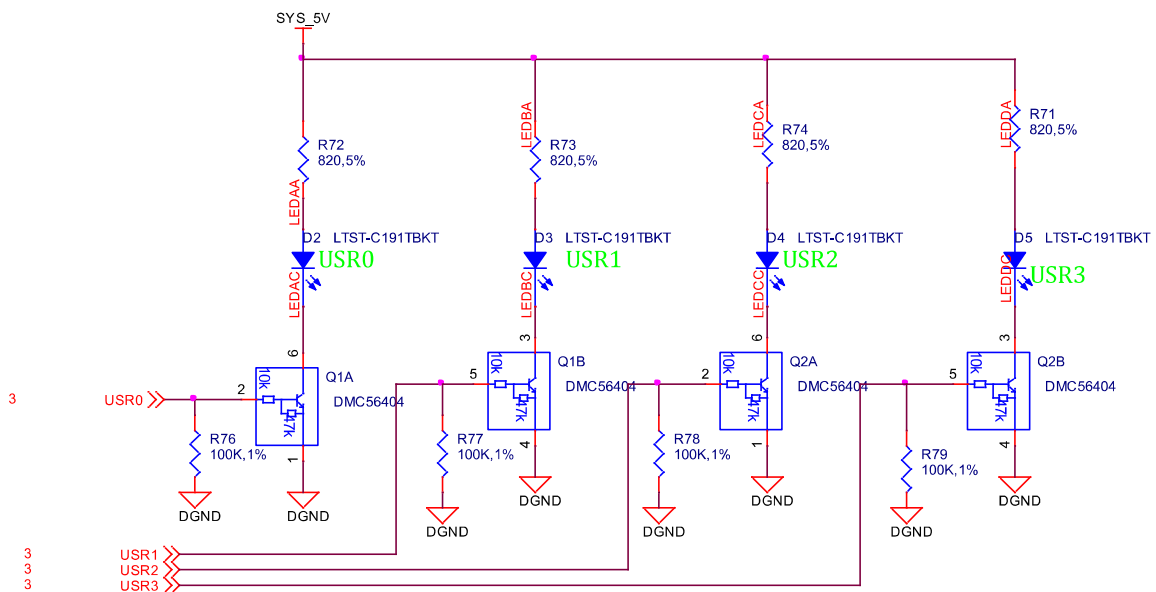 SYS_5V
R72
820,5%
LEDBA
R73
820,5%
LEDCA
R74
820,5%
LEDDA
R71
820,5%
LEDAA
D2 LTST-C191TBKT
USR0
LEDAC
D3 LTST-C191TBKT
USR1
LEDBC
D4 LTST-C191TBKT
USR2
LEDCC
D5 LTST-C191TBKT
USR3
LEDDC
3 USR0
2
6
10k
47k
1
Q1A
DMC56404
R76
100K,1%
DGND
DGND
5
3
10k
47k
4
Q1B
DMC56404
R77
100K,1%
DGND
DGND
2
6
10k
47k
1
Q2A
DMC56404
R78
100K,1%
DGND
DGND
5
3
10k
47k
4
Q2B
DMC56404
R79
100K,1%
DGND
DGND
3 USR1
3 USR2
3 USR3